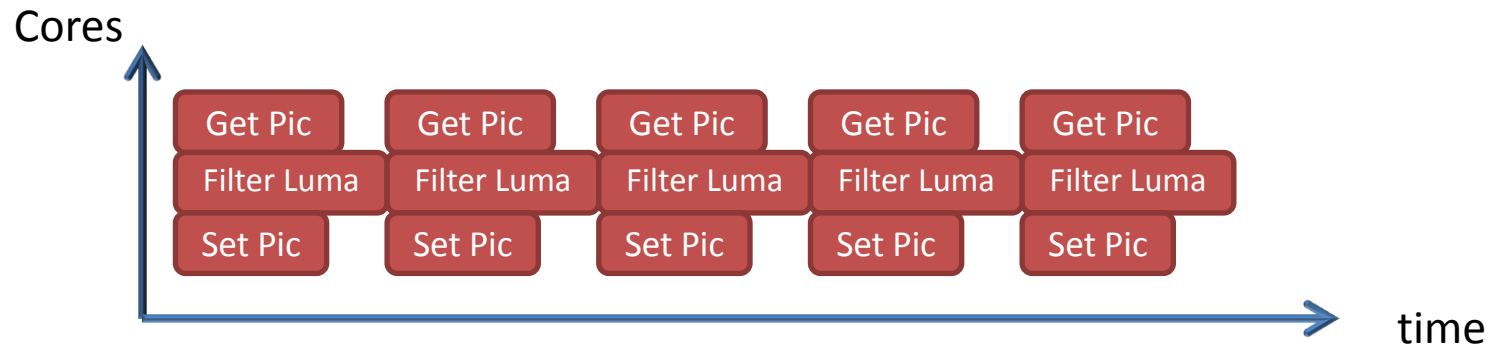 Cores
Get Pic Get Pic Get Pic Get Pic Get Pic
Filter Luma Filter Luma Filter Luma Filter Luma Filter Luma
Set Pic Set Pic Set Pic Set Pic Set Pic
time